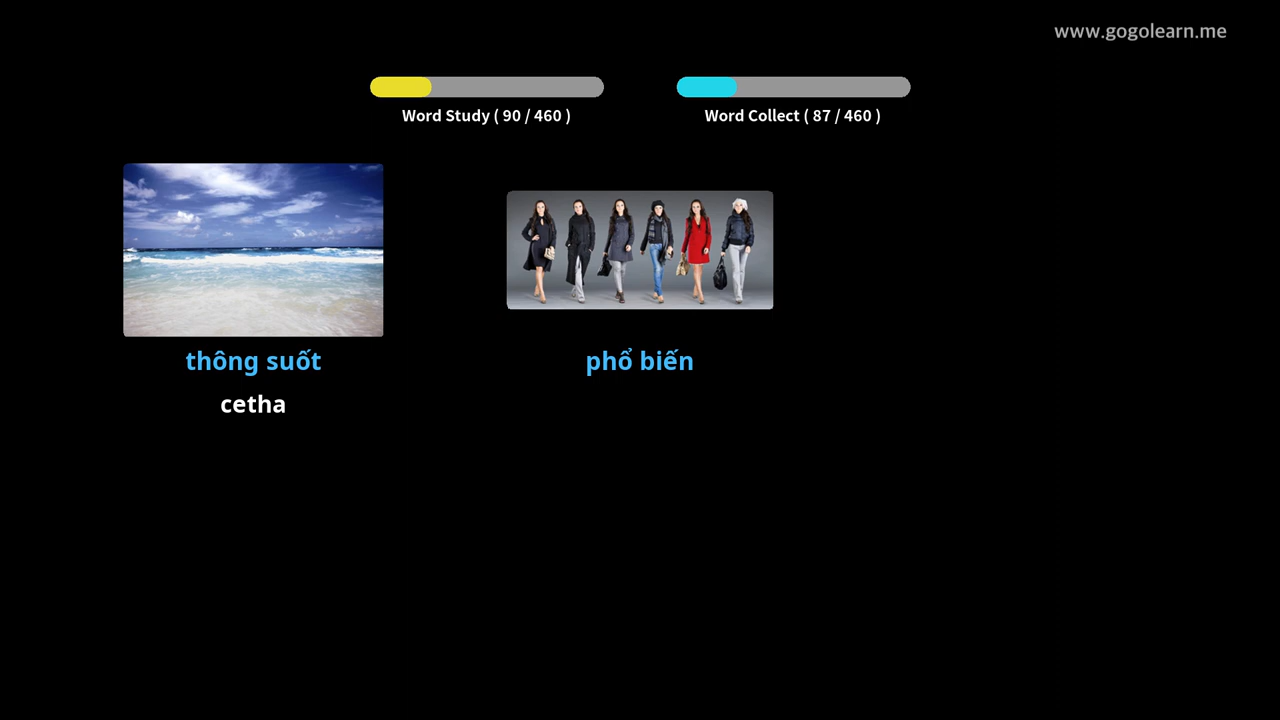 www.gogolearn.me
Word Study ( 90 / 460 )
Word Collect ( 87 / 460 )
thông suốt
phổ biến
cetha